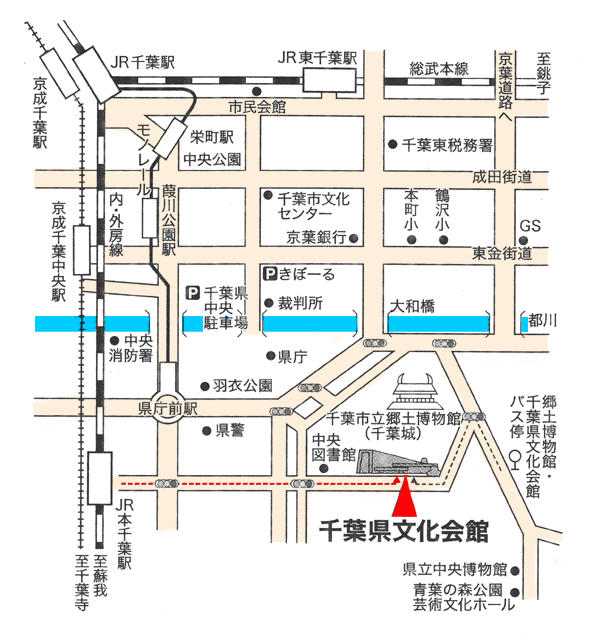 JR千葉駅
JR東千葉駅
総武本線
京葉道路へ
至銚子
京成千葉駅
市民会館
モノレール
栄町駅
中央公園
千葉東税務署
成田街道
葭川公園駅
内・外房線
京成千葉中央駅
千葉市文化
センター
京葉銀行
本町小
鶴沢小
GS
東金街道
P きぼーる
P 千葉県
中央
駐車場
裁判所
大和橋
都川
中央
消防署
県庁
羽衣公園
県庁前駅
県警
千葉市立郷土博物館
(千葉城)
中央
図書館
郷土博物館・
千葉県文化会館
バス停
JR本千葉駅
千葉県文化会館
至蘇我
至千葉寺
県立中央博物館
青葉の森公園
芸術文化ホール